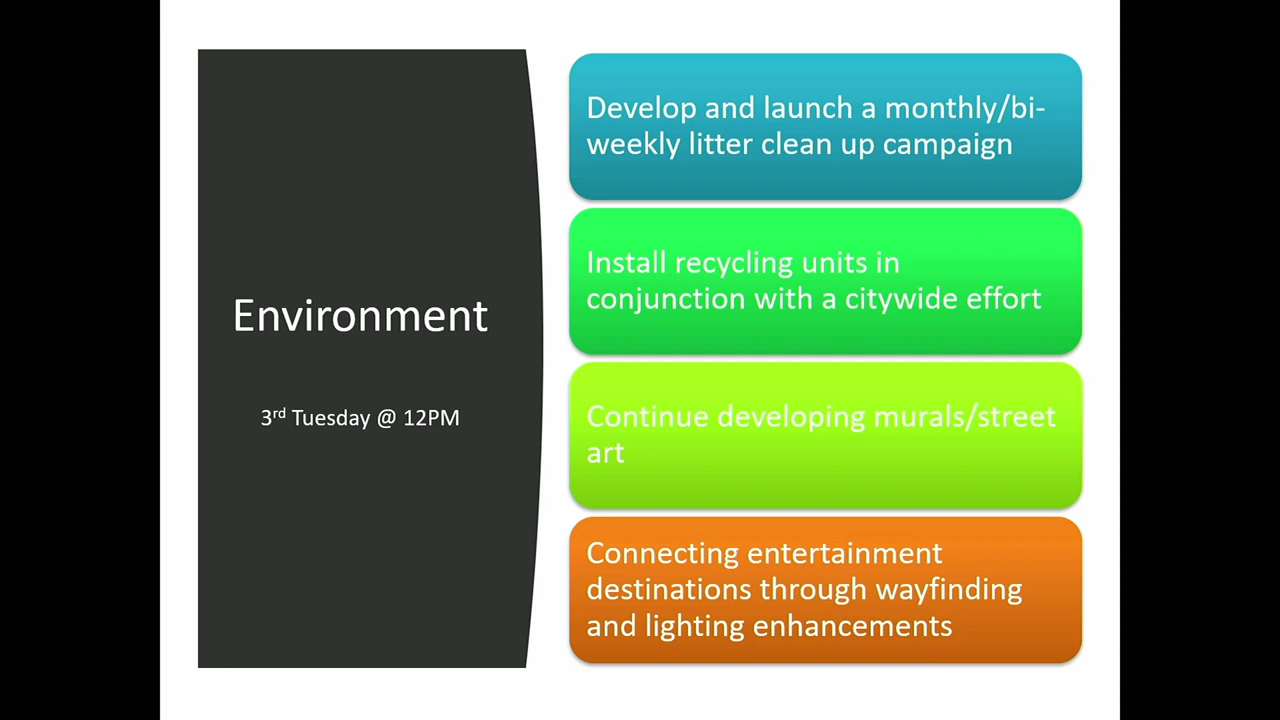 Environment
3rd Tuesday @ 12PM
Develop and launch a monthly/bi-
weekly litter clean up campaign
Install recycling units in
conjunction with a citywide effort
Continue developing murals/street
art
Connecting entertainment
destinations through wayfinding
and lighting enhancements